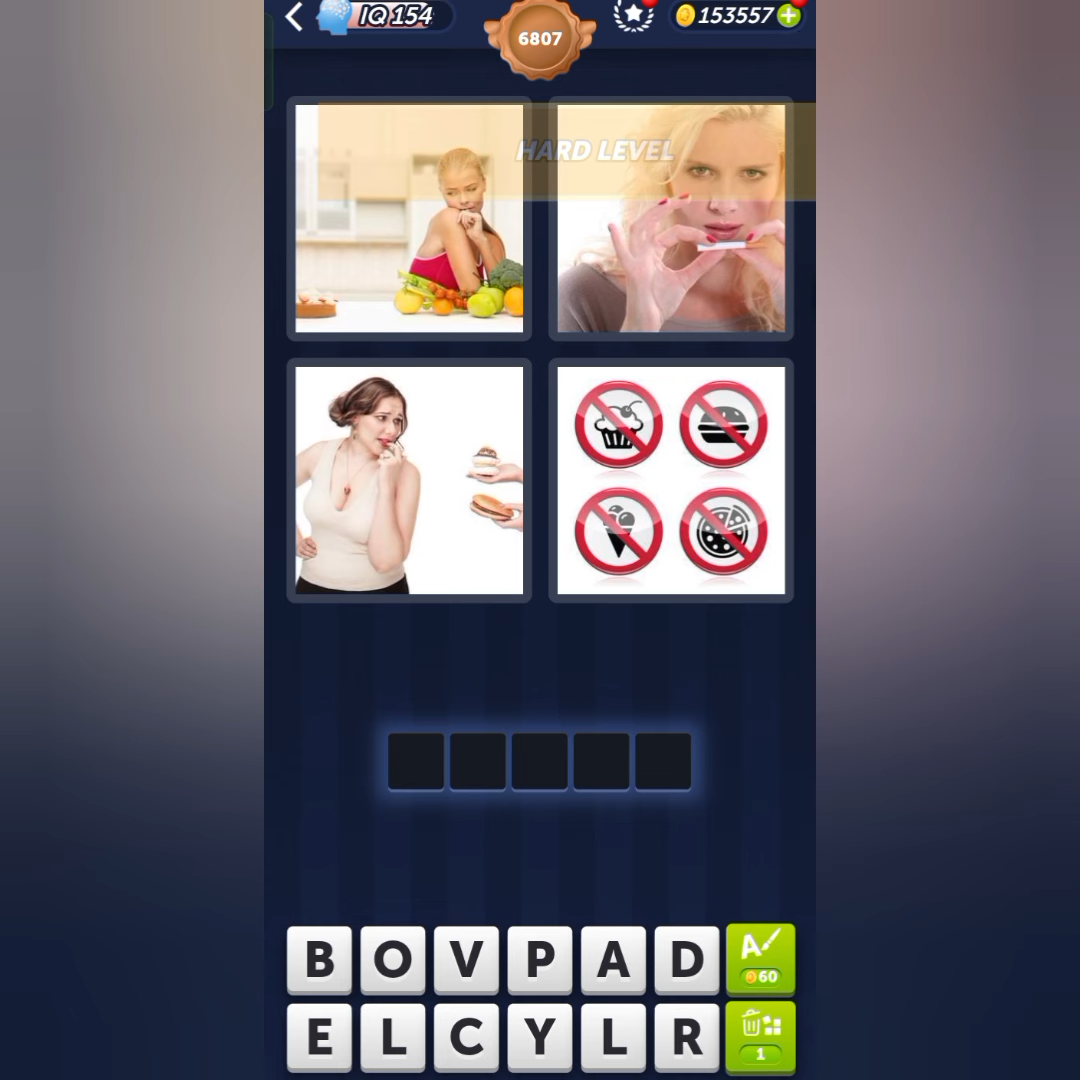 IQ 154
6807
153557
HARD LEVEL
B O V P A D
A
60
E L C Y L R
1